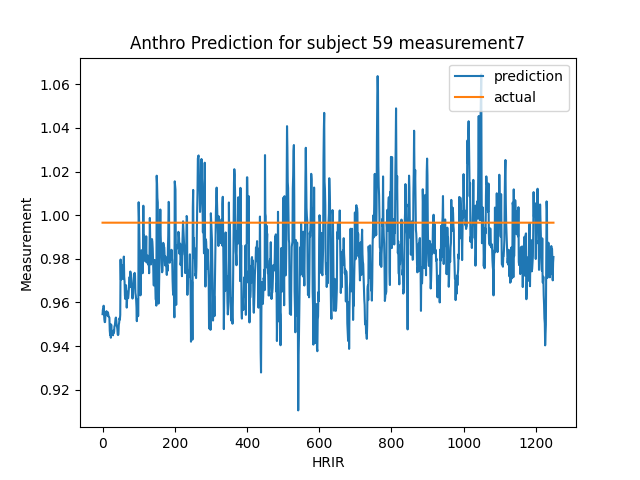 Anthro Prediction for subject 59 measurement7
prediction
actual
1.06
1.04
1.02
1.00
0.98
0.96
0.94
0.92
Measurement
0 200 400 600 800 1000 1200
HRIR